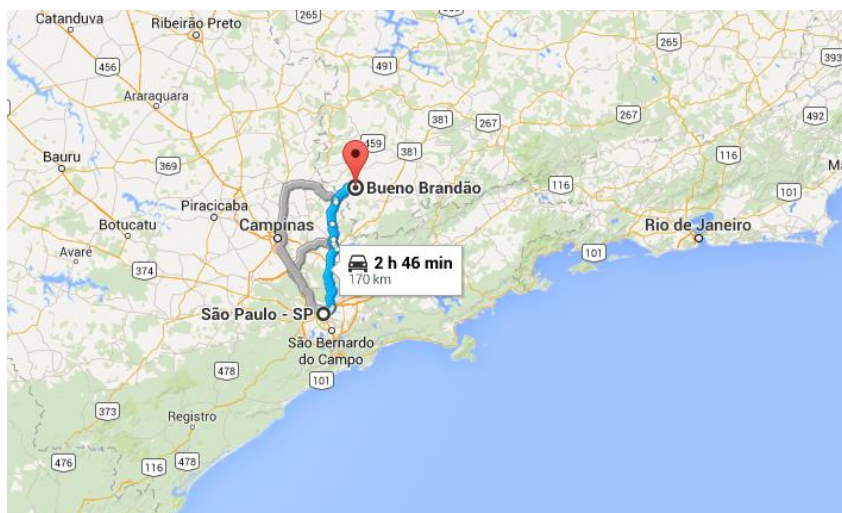 Catanduva
Ribeirão Preto
265
265
456
491
393
Araraquara
381
267
267
492
459
381
Bauru
369
116
116
Bueno Brandão
Piracicaba
101
Botucatu
Campinas
Rio de Janeiro
Avaré
374
101
2 h 46 min
170 km
São Paulo - SP
São Bernardo
do Campo
478
101
373
Registro
476
116
478